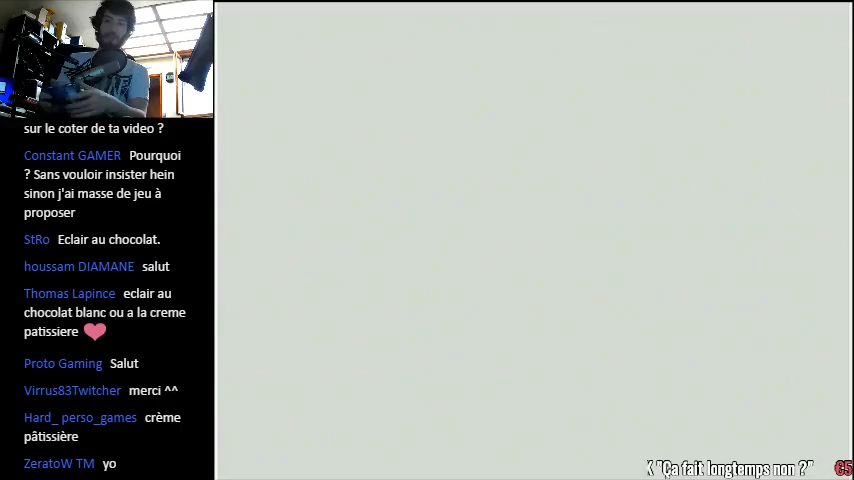 sur le coter de ta video ?
Constant GAMER Pourquoi
? Sans vouloir insister hein
sinon j'ai masse de jeu à
proposer
StRo Eclair au chocolat.
houssam DIAMANE salut
Thomas Lapince eclair au
chocolat blanc ou a la creme
patissiere
Proto Gaming Salut
Virrus83Twitcher merci ^^
Hard_ perso_games crème
pâtissière
ZeratoW TM yo
"Ça fait longtemps non ?" €5